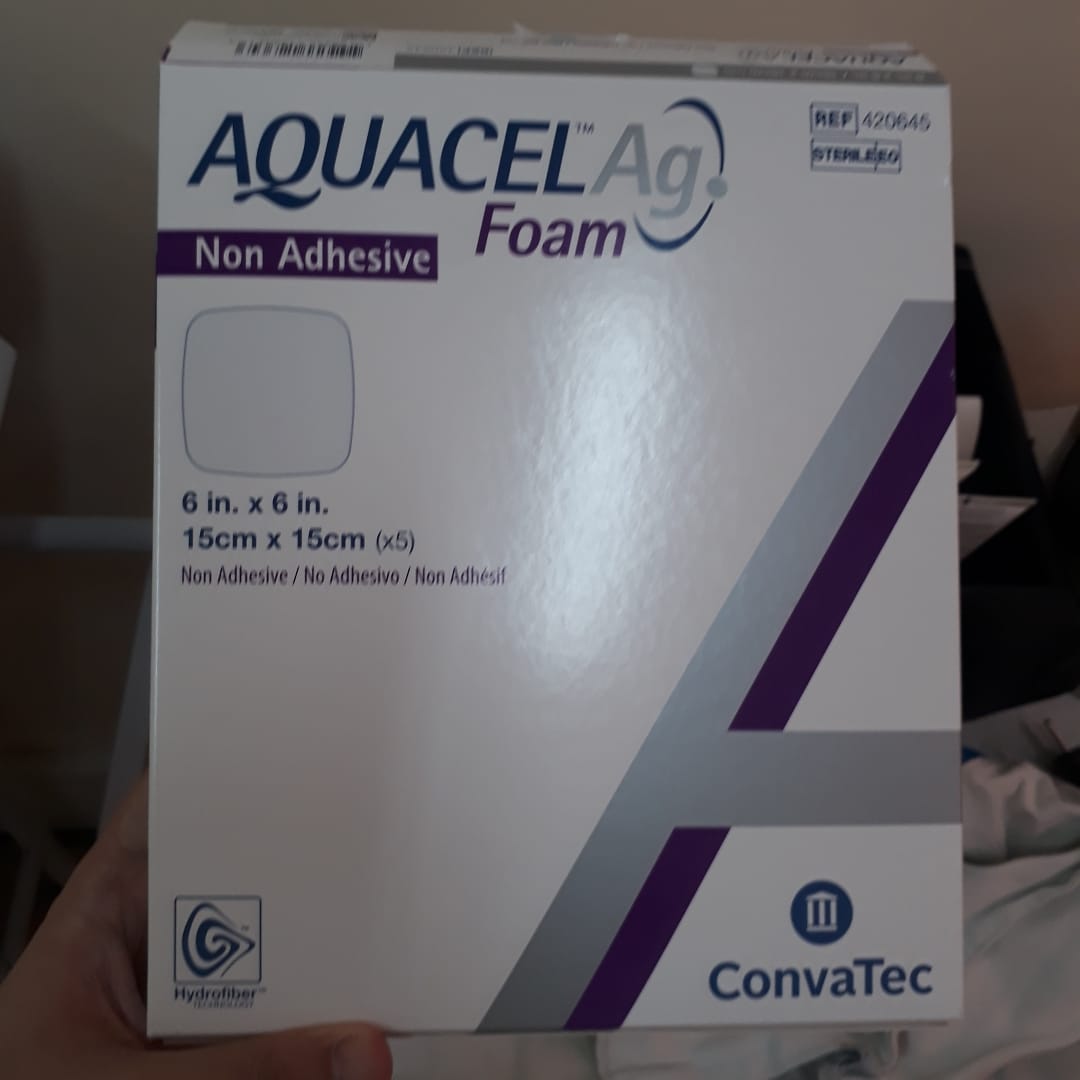 AQUACEL™ Ag
Foam
REF 420645
STERILE EO
Non Adhesive
6 in. x 6 in.
15cm x 15cm (x5)
Non Adhesive / No Adhesivo / Non Adhésif
Hydrofiber™
TECHNOLOGY
ConvaTec